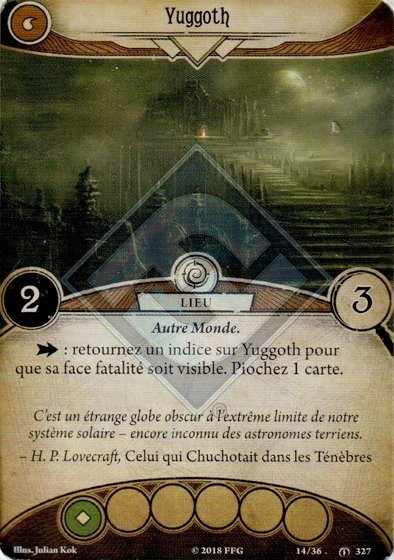 Yuggoth
2
LIEU
3
Autre Monde.
: retournez un indice sur Yuggoth pour
que sa face fatalité soit visible. Piochez 1 carte.
C'est un étrange globe obscur à l'extrême limite de notre
système solaire – encore inconnu des astronomes terriens.
– H. P. Lovecraft, Celui qui Chuchotait dans les Ténèbres
Illus. Julian Kok
© 2018 FFG
14/36
327